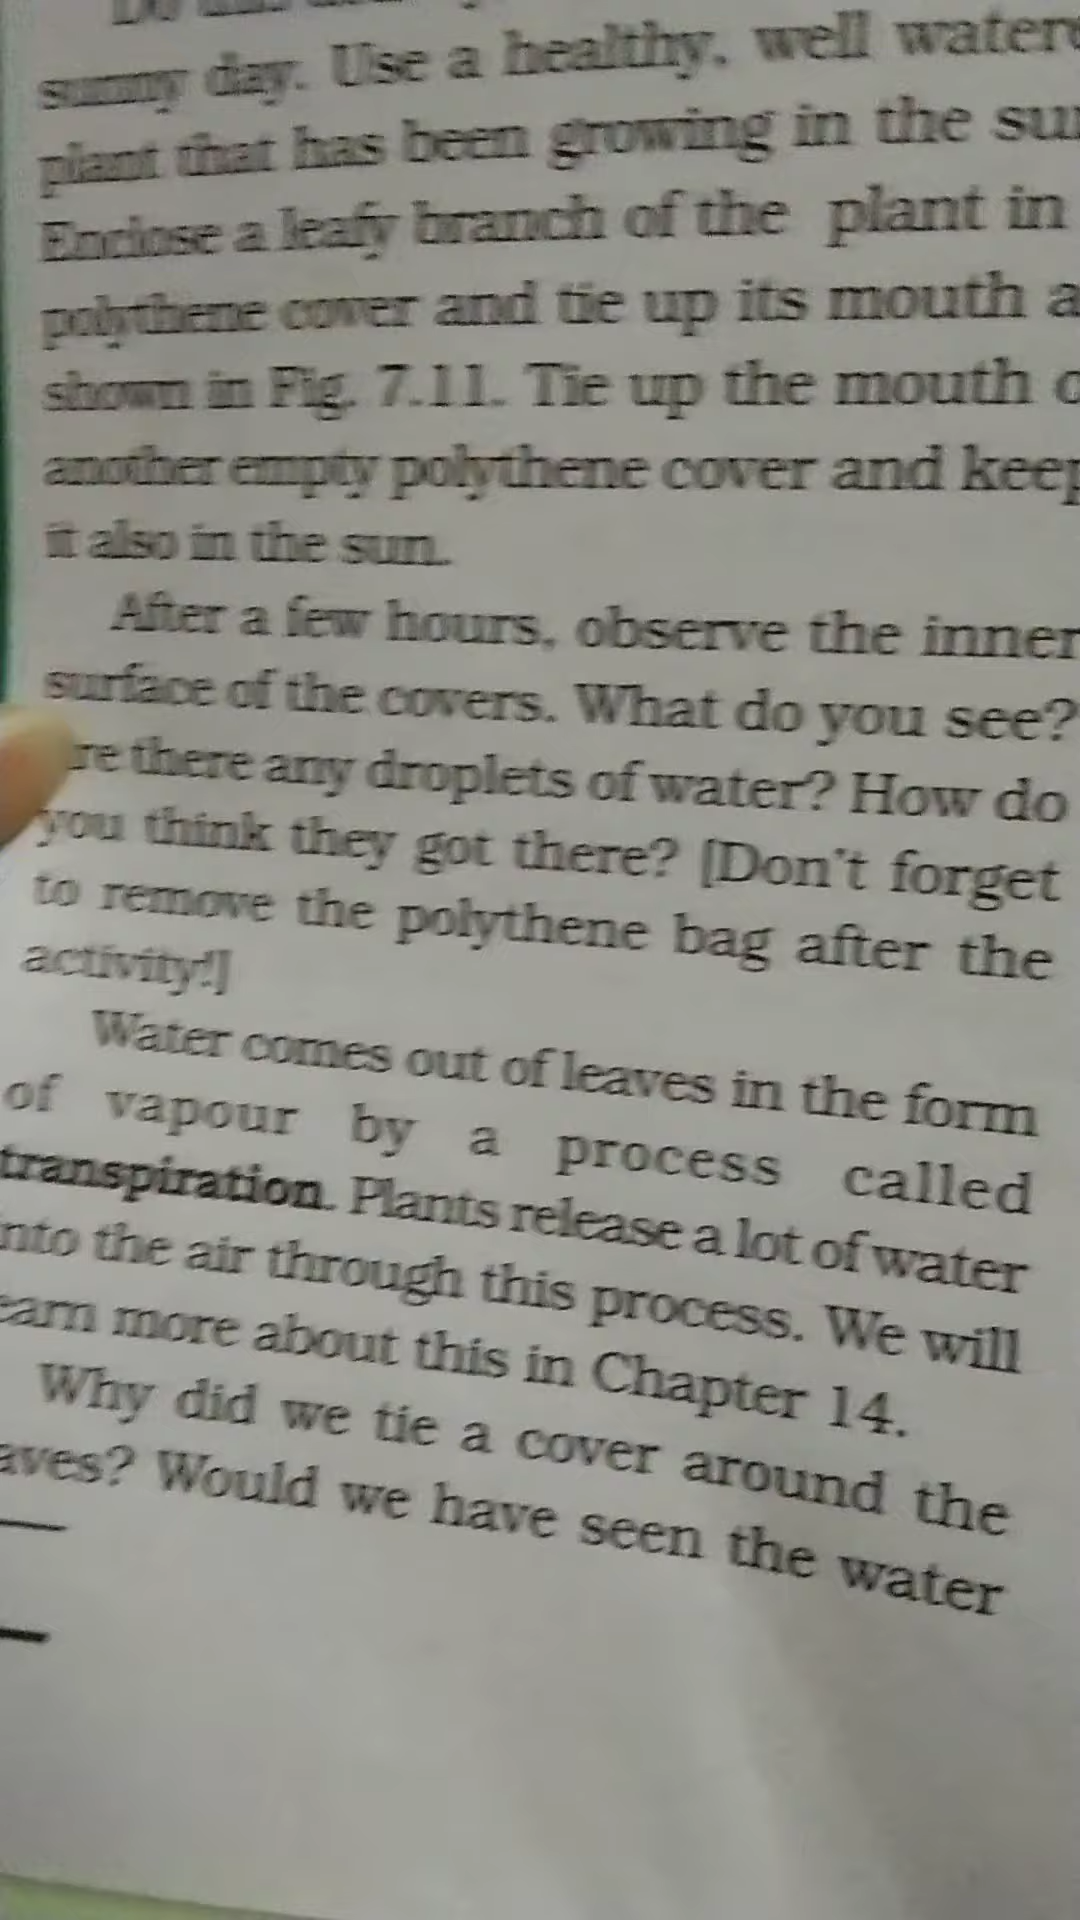 sunny day. Use a healthy, well
plant that has been growing in the
Enclose a leafy branch of the plant in
polythene cover and tie up its mouth
shown in Fig. 7.11. Tie up the mouth
another empty polythene cover and keep
it also in the sun.
After a few hours, observe the inner
surface of the covers. What do you see?
re there any droplets of water? How do
you think they got there? [Don't forget
to remove the polythene bag after the
activity!]
Water comes out of leaves in the form
of vapour by a process called
transpiration. Plants release a lot of water
nto the air through this process. We will
earn more about this in Chapter 14.
Why did we tie a cover around the
aves? Would we have seen the water